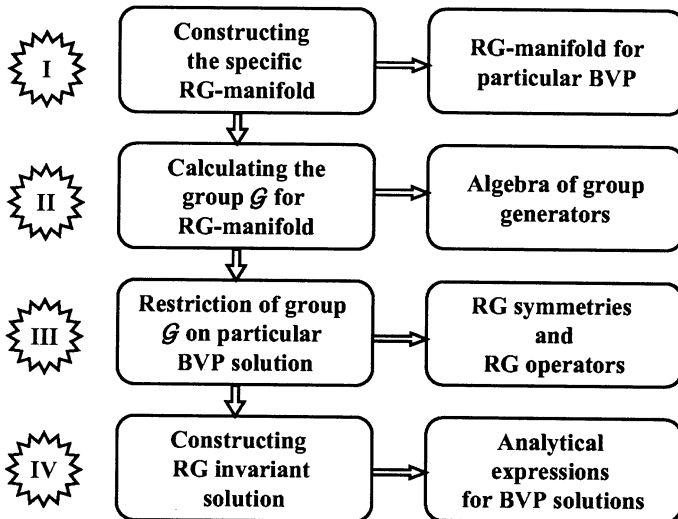 I
Constructing
the specific
RG-manifold
RG-manifold for
particular BVP
II
Calculating the
group 𝒢 for
RG-manifold
Algebra of group
generators
III
Restriction of group
𝒢 on particular
BVP solution
RG symmetries
and
RG operators
IV
Constructing
RG invariant
solution
Analytical
expressions
for BVP solutions